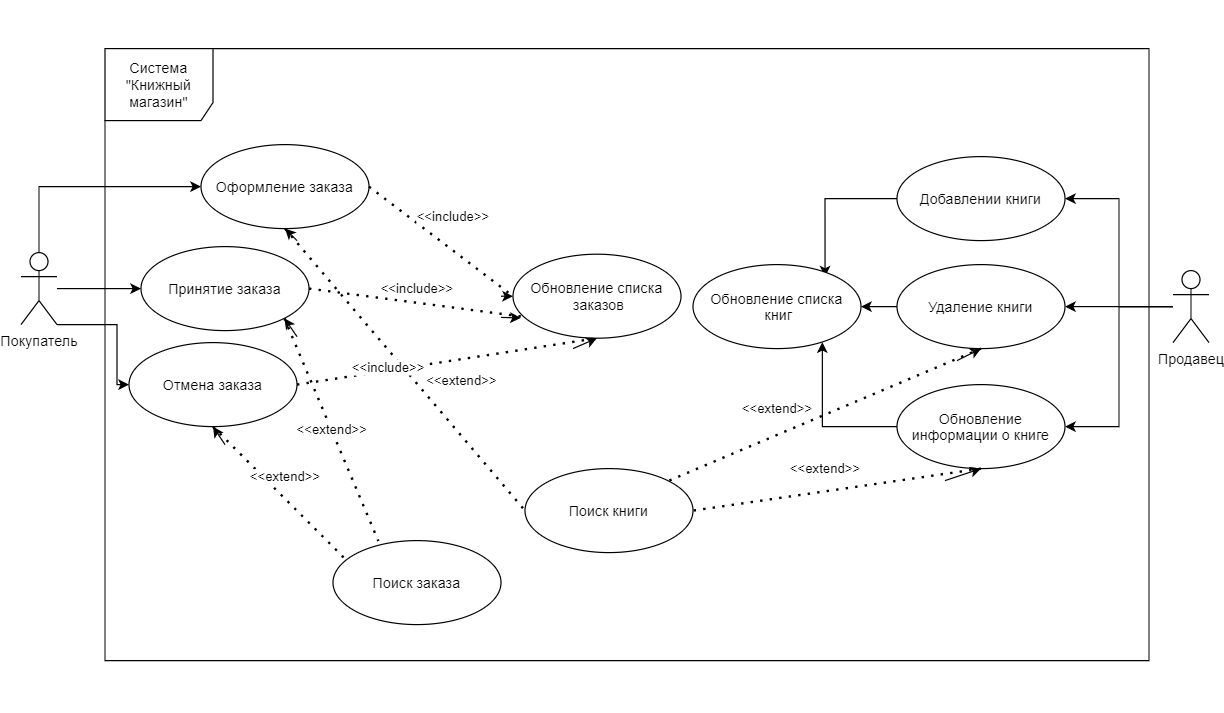 Система
"Книжный
магазин"
Оформление заказа
<<include>>
Добавлении книги
Принятие заказа
<<include>>
Обновление списка
заказов
Обновление списка
книг
Удаление книги
Покупатель
Продавец
Отмена заказа
<<include>>
<<extend>>
<<extend>>
<<extend>>
Обновление
информации о книге
<<extend>>
<<extend>>
Поиск книги
Поиск заказа